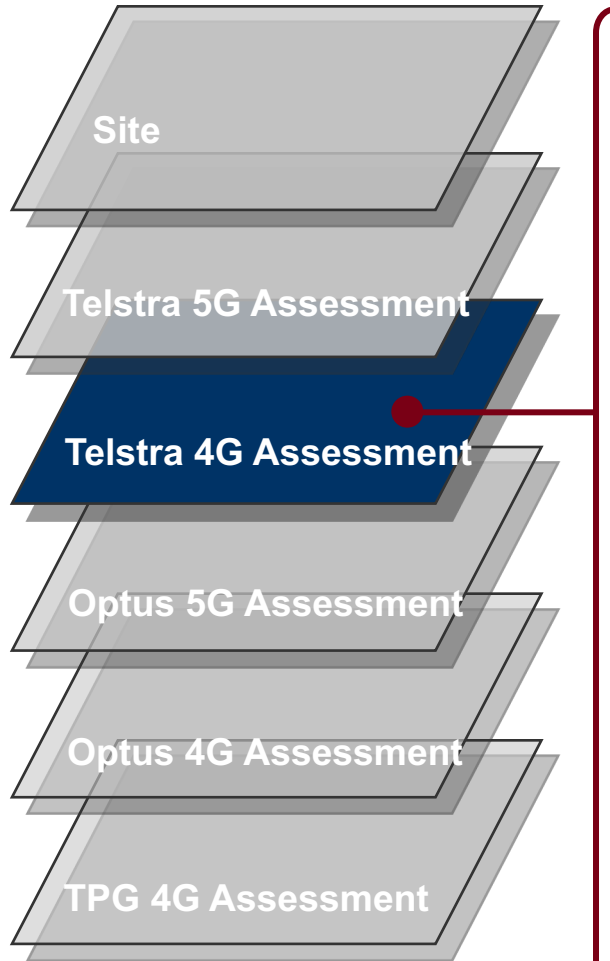 Site
Telstra 5G Assessment
Telstra 4G Assessment
Optus 5G Assessment
Optus 4G Assessment
TPG 4G Assessment